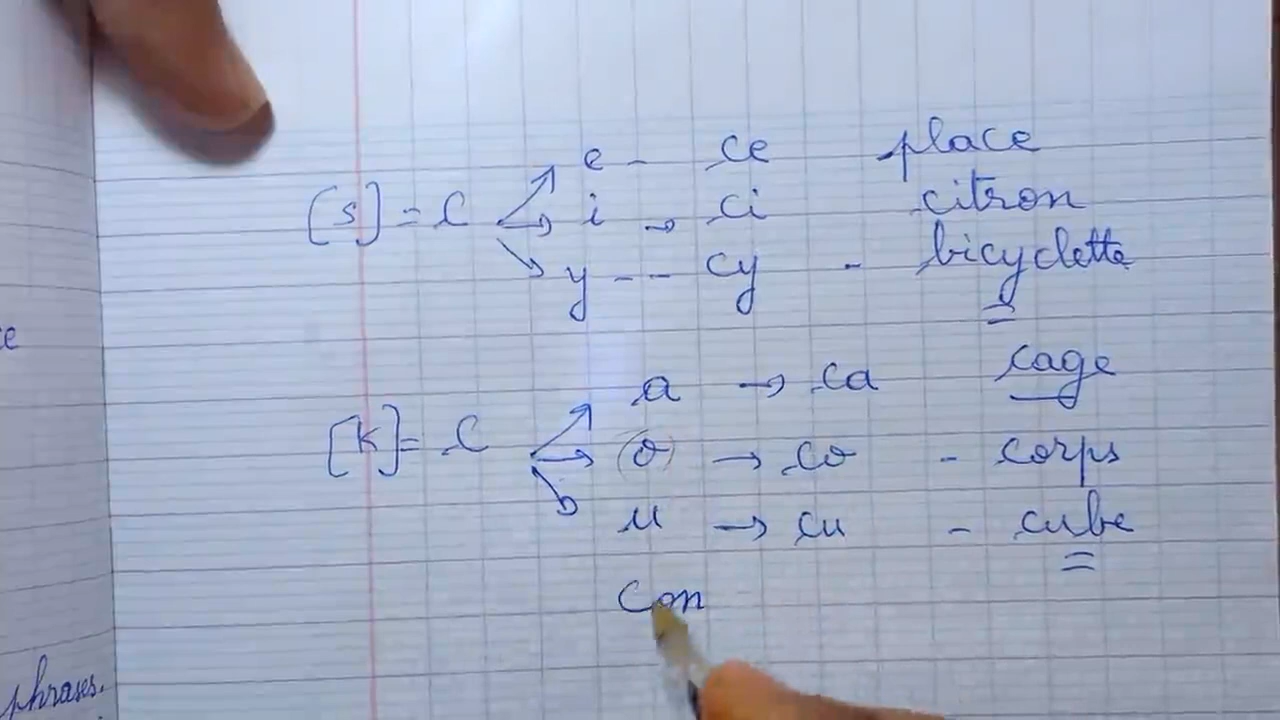 e - ce place
[s] = C → i → ci citron
y -- cy - bicyclette
a → ca cage
[k] = C → (o) → co - corps
u → cu - cube
Con
phrases.